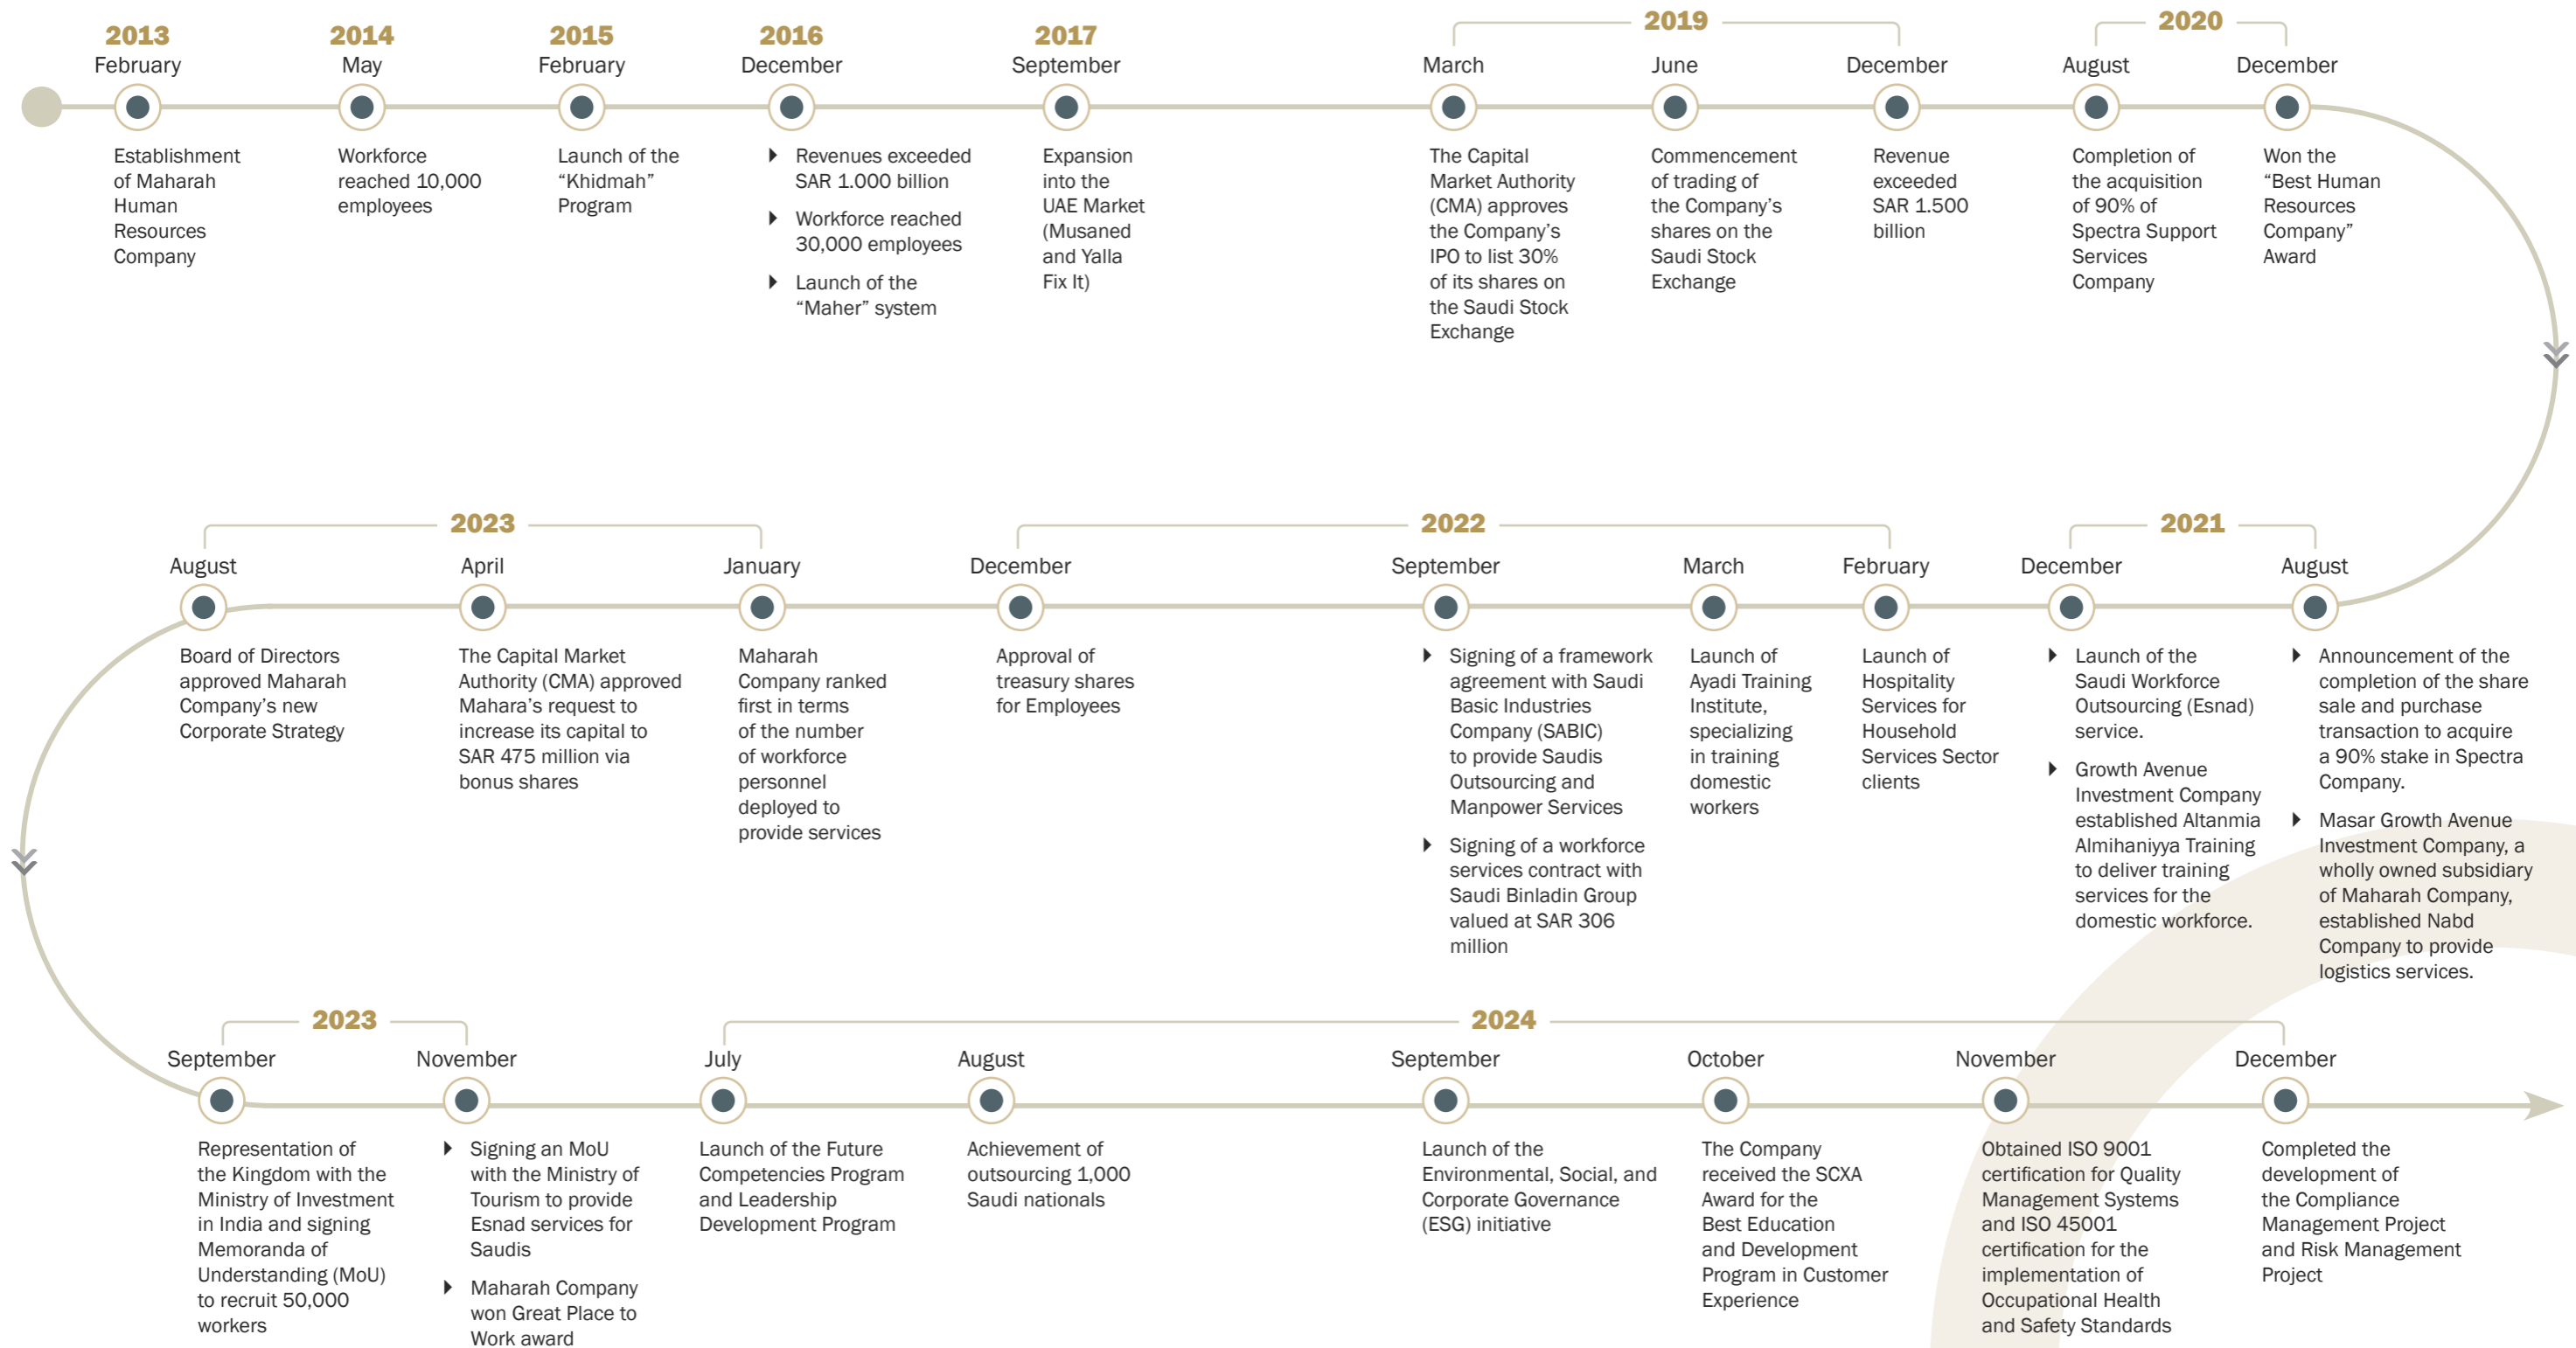 2013
February
Establishment
of Maharah
Human
Resources
Company
2014
May
Workforce
reached 10,000
employees
2015
February
Launch of the
“Khidmah”
Program
2016
December
Revenues exceeded
SAR 1.000 billion
Workforce reached
30,000 employees
Launch of the
“Maher” system
2017
September
Expansion
into the
UAE Market
(Musaned
and Yalla
Fix It)
2019
March
The Capital
Market Authority
(CMA) approves
the Company’s
IPO to list 30%
of its shares on
the Saudi Stock
Exchange
June
Commencement
of trading of
the Company’s
shares on the
Saudi Stock
Exchange
December
Revenue
exceeded
SAR 1.500
billion
2020
August
Completion of
the acquisition
of 90% of
Spectra Support
Services
Company
December
Won the
“Best Human
Resources
Company”
Award
2021
August
Announcement of the
completion of the share
sale and purchase
transaction to acquire
a 90% stake in Spectra
Company.
Masar Growth Avenue
Investment Company, a
wholly owned subsidiary
of Maharah Company,
established Nabd
Company to provide
logistics services.
December
Launch of the
Saudi Workforce
Outsourcing (Esnad)
service.
Growth Avenue
Investment Company
established Altanmia
Almihaniyya Training
to deliver training
services for the
domestic workforce.
2022
February
Launch of
Hospitality
Services for
Household
Services Sector
clients
March
Launch of
Ayadi Training
Institute,
specializing
in training
domestic
workers
September
Signing of a framework
agreement with Saudi
Basic Industries
Company (SABIC)
to provide Saudis
Outsourcing and
Manpower Services
Signing of a workforce
services contract with
Saudi Binladin Group
valued at SAR 306
million
December
Approval of
treasury shares
for Employees
2023
January
Maharah
Company ranked
first in terms
of the number
of workforce
personnel
deployed to
provide services
April
The Capital Market
Authority (CMA) approved
Mahara’s request to
increase its capital to
SAR 475 million via
bonus shares
August
Board of Directors
approved Maharah
Company’s new
Corporate Strategy
2023
September
Representation of
the Kingdom with the
Ministry of Investment
in India and signing
Memoranda of
Understanding (MoU)
to recruit 50,000
workers
November
Signing an MoU
with the Ministry of
Tourism to provide
Esnad services for
Saudis
Maharah Company
won Great Place to
Work award
2024
July
Launch of the Future
Competencies Program
and Leadership
Development Program
August
Achievement of
outsourcing 1,000
Saudi nationals
September
Launch of the
Environmental, Social, and
Corporate Governance
(ESG) initiative
October
The Company
received the SCXA
Award for the
Best Education
and Development
Program in Customer
Experience
November
Obtained ISO 9001
certification for Quality
Management Systems
and ISO 45001
certification for the
implementation of
Occupational Health
and Safety Standards
December
Completed the
development of
the Compliance
Management Project
and Risk Management
Project